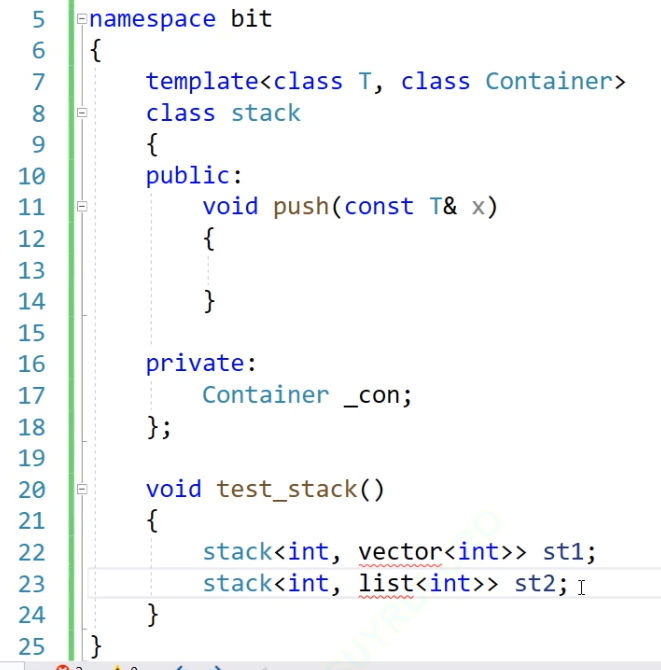 5 namespace bit
6 {
7 template<class T, class Container>
8 class stack
9 {
10 public:
11 void push(const T& x)
12 {
13
14 }
15
16 private:
17 Container _con;
18 };
19
20 void test_stack()
21 {
22 stack<int, vector<int>> st1;
23 stack<int, list<int>> st2;
24 }
25 }